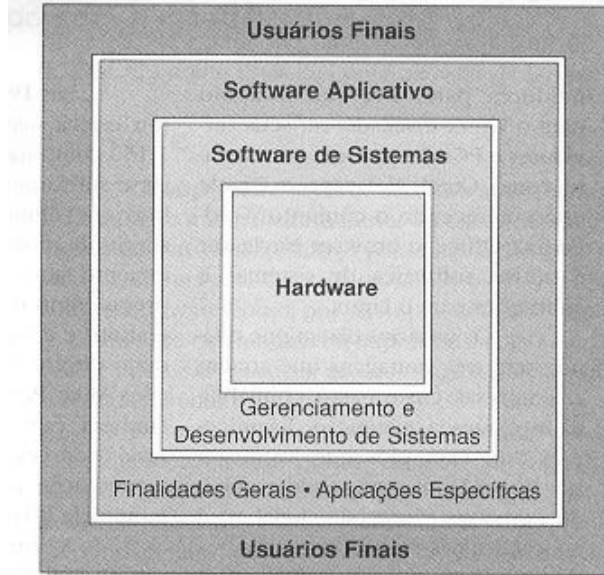 Usuários Finais
Software Aplicativo
Software de Sistemas
Hardware
Gerenciamento e
Desenvolvimento de Sistemas
Finalidades Gerais • Aplicações Específicas
Usuários Finais